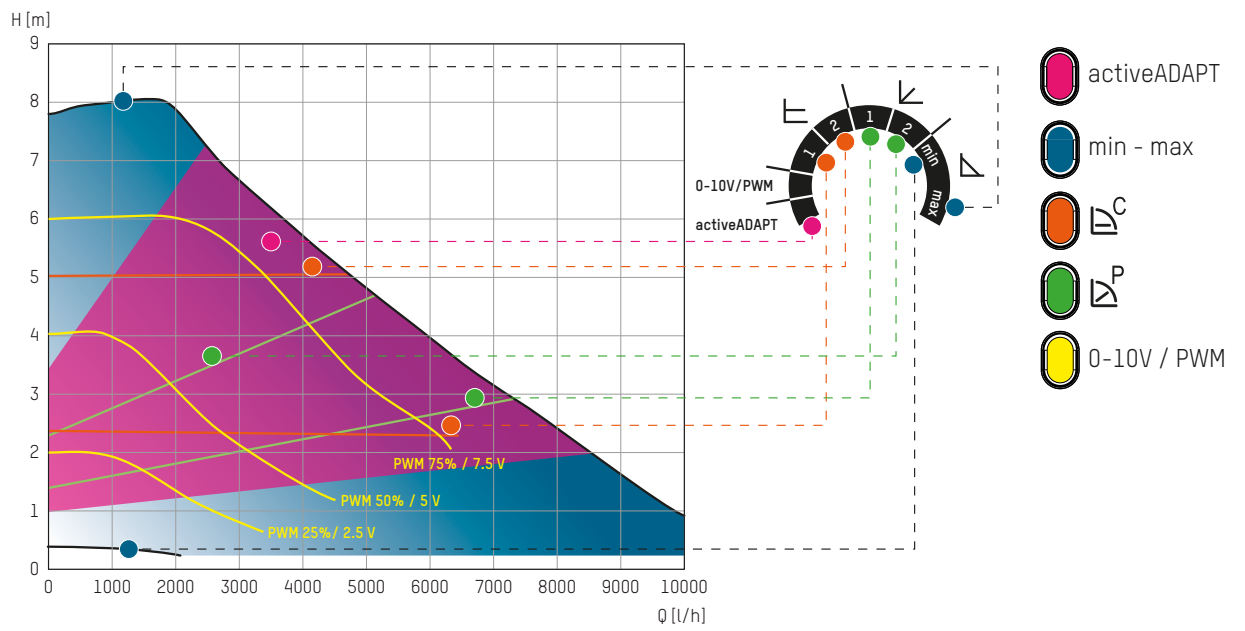 H [m]
9
8
7
6
5
4
3
2
1
0
0 1000 2000 3000 4000 5000 6000 7000 8000 9000 10000
Q [l/h]
PWM 75% / 7.5 V
PWM 50% / 5 V
PWM 25% / 2.5 V
0-10V/PWM
activeADAPT
1
2
1
2
min
max
activeADAPT
min - max
C
P
0-10V / PWM